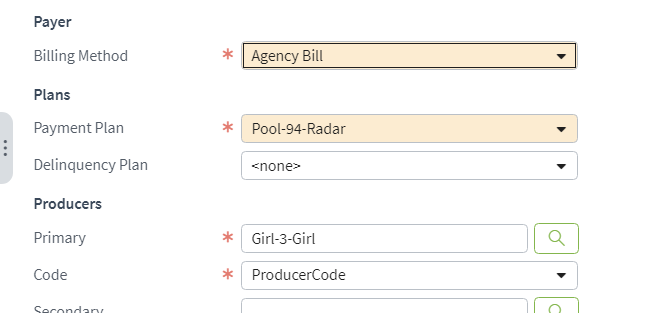 Payer
Billing Method * Agency Bill
Plans
Payment Plan * Pool-94-Radar
Delinquency Plan <none>
Producers
Primary * Girl-3-Girl
Code * ProducerCode
Secondary